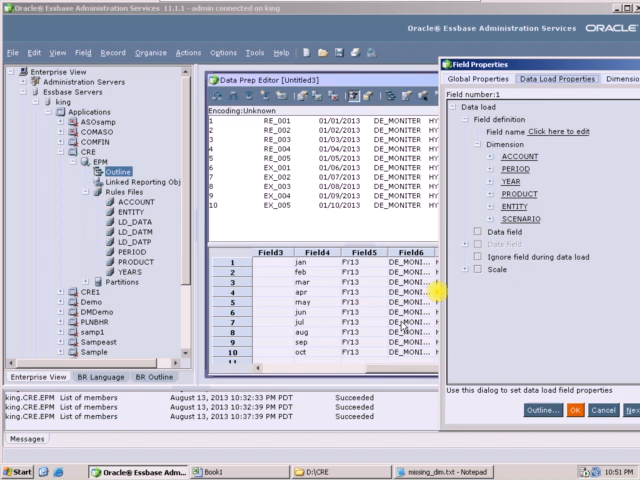 Oracle® Essbase Administration Services 11.1.1 - admin connected on king
Oracle® Essbase Administration Services ORACLE
File Edit View Field Record Organize Actions Options Tools Help
Enterprise View
Administration Servers
Essbase Servers
king
Applications
ASOsamp
COMASO
COMFIN
CRE
EPM
Outline
Linked Reporting Obj
Rules Files
ACCOUNT
ENTITY
LD_DATA
LD_DATM
LD_DATP
PERIOD
PRODUCT
YEARS
Partitions
CRE1
Demo
DMDemo
PLNBHR
samp1
Sampeast
Sample
Enterprise View BR Language BR Outline
Data Prep Editor [Untitled3]
Encoding:Unknown
1 RE_001 01/01/2013 DE_MONITER HY
2 RE_002 01/02/2013 DE_MONITER HY
3 RE_003 01/03/2013 DE_MONITER HY
4 RE_004 01/04/2013 DE_MONITER HY
5 RE_005 01/05/2013 DE_MONITER HY
6 EX_001 01/06/2013 DE_MONITER HY
7 EX_002 01/07/2013 DE_MONITER HY
8 EX_003 01/08/2013 DE_MONITER HY
9 EX_004 01/09/2013 DE_MONITER HY
10 EX_005 01/10/2013 DE_MONITER HY
Field3 Field4 Field5 Field6
1 jan FY13 DE_MONI...
2 feb FY13 DE_MONI...
3 mar FY13 DE_MONI...
4 apr FY13 DE_MONI...
5 may FY13 DE_MONI...
6 jun FY13 DE_MONI...
7 jul FY13 DE_MONI...
8 aug FY13 DE_MONI...
9 sep FY13 DE_MONI...
10 oct FY13 DE_MONI...
Field Properties
Global Properties Data Load Properties Dimensio
Field number:1
Data load
Field definition
Field name Click here to edit
Dimension
ACCOUNT
PERIOD
YEAR
PRODUCT
ENTITY
SCENARIO
Data field
Date field
Ignore field during data load
Scale
Use this dialog to set data load field properties
Outline... OK Cancel Nex
king.CRE.EPM List of members August 13, 2013 10:32:33 PM PDT Succeeded
king.CRE.EPM List of members August 13, 2013 10:37:39 PM PDT Succeeded
king.CRE.EPM List of members August 13, 2013 10:37:39 PM PDT Succeeded
Messages
Start Oracle® Essbase Adm... Book1 D:\CRE missing_dim.txt - Notepad 10:51 PM